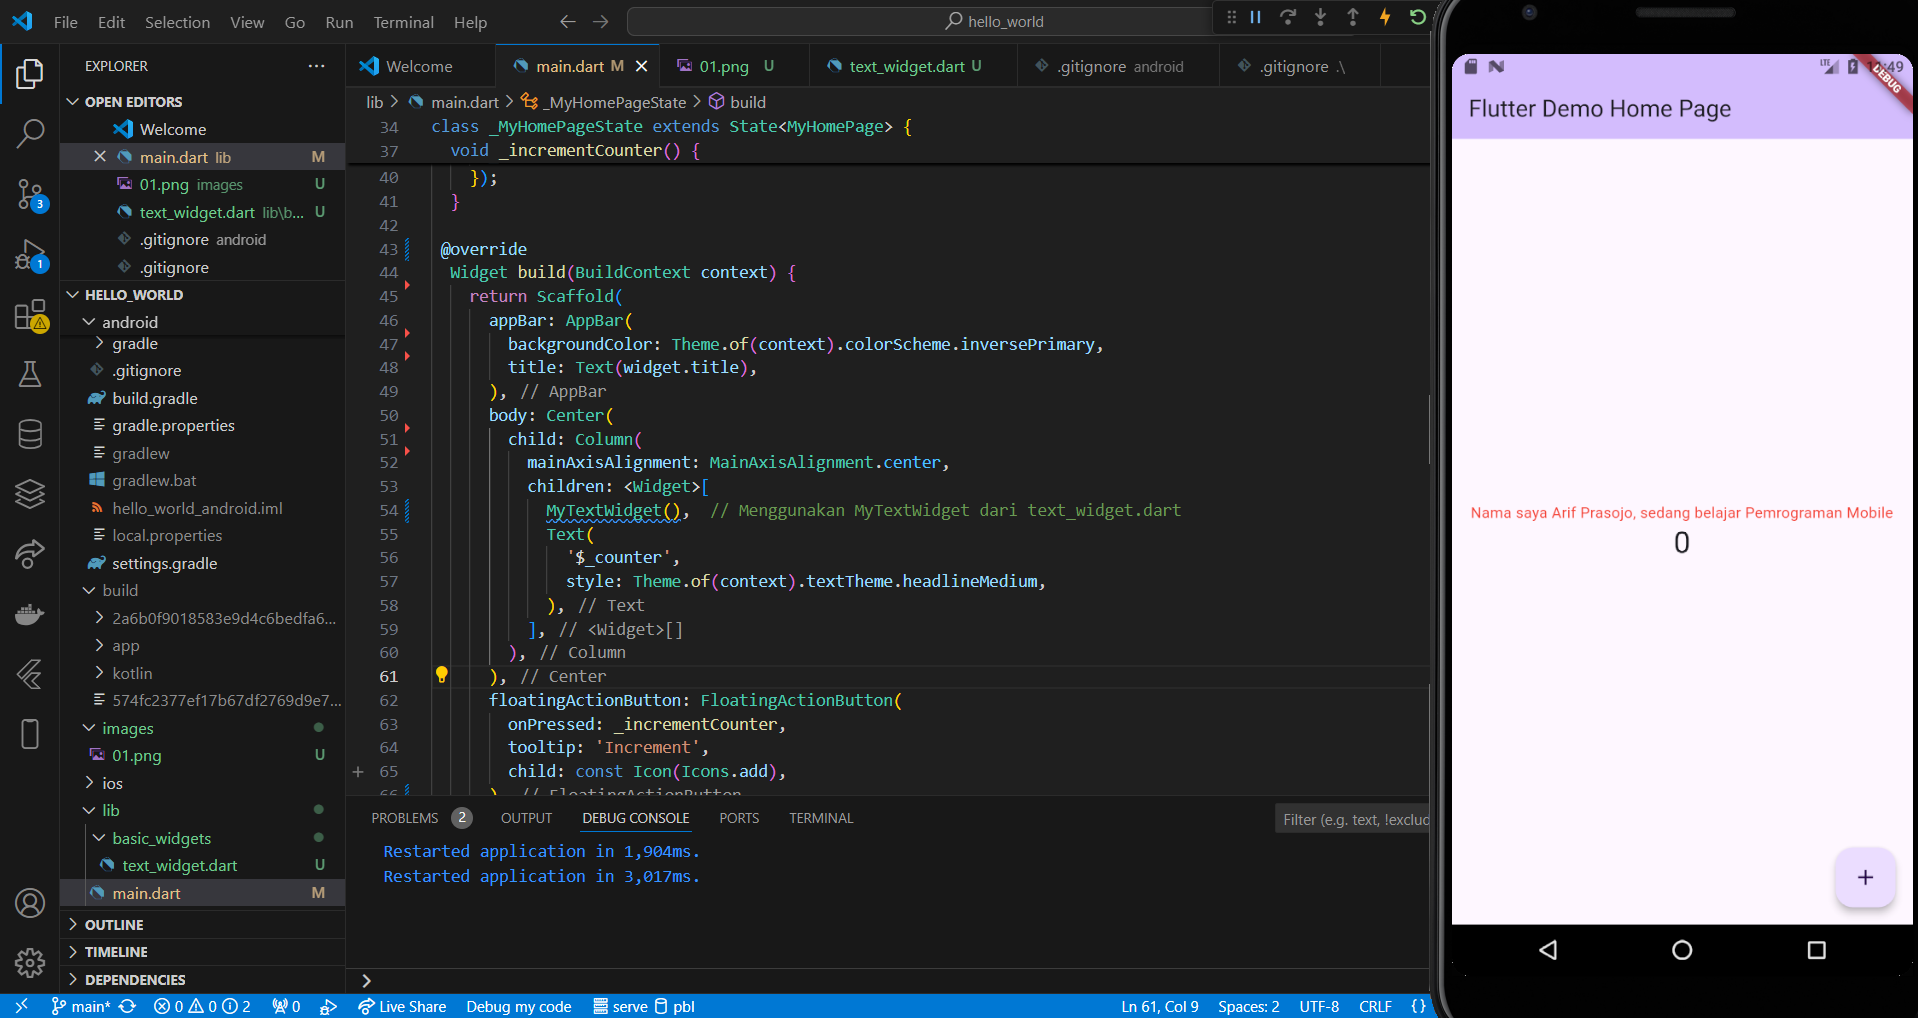 File Edit Selection View Go Run Terminal Help
hello_world
EXPLORER
OPEN EDITORS
Welcome
main.dart lib M
01.png images U
text_widget.dart lib\b... U
.gitignore android
.gitignore
HELLO_WORLD
android
gradle
.gitignore
build.gradle
gradle.properties
gradlew
gradlew.bat
hello_world_android.iml
local.properties
settings.gradle
build
2a6b0f9018583e9d4c6bedfa6...
app
kotlin
574fc2377ef17b67df2769d9e7...
images
01.png U
ios
lib
basic_widgets
text_widget.dart U
main.dart M
OUTLINE
TIMELINE
DEPENDENCIES
3
1
Welcome main.dart M 01.png U text_widget.dart U .gitignore android .gitignore .\
lib > main.dart > _MyHomePageState > build
34 class _MyHomePageState extends State<MyHomePage> {
37 void _incrementCounter() {
40 });
41 }
42
43 @override
44 Widget build(BuildContext context) {
45 return Scaffold(
46 appBar: AppBar(
47 backgroundColor: Theme.of(context).colorScheme.inversePrimary,
48 title: Text(widget.title),
49 ), // AppBar
50 body: Center(
51 child: Column(
52 mainAxisAlignment: MainAxisAlignment.center,
53 children: <Widget>[
54 MyTextWidget(), // Menggunakan MyTextWidget dari text_widget.dart
55 Text(
56 '$_counter',
57 style: Theme.of(context).textTheme.headlineMedium,
58 ), // Text
59 ], // <Widget>[]
60 ), // Column
61 ), // Center
62 floatingActionButton: FloatingActionButton(
63 onPressed: _incrementCounter,
64 tooltip: 'Increment',
65 child: const Icon(Icons.add),
66 ), // FloatingActionButton
PROBLEMS 2 OUTPUT DEBUG CONSOLE PORTS TERMINAL
Filter (e.g. text, !exclud
Restarted application in 1,904ms.
Restarted application in 3,017ms.
main* 0 0 2 0 Live Share Debug my code serve pbl
Ln 61, Col 9 Spaces: 2 UTF-8 CRLF {}
LTE
:49
DEBUG
Flutter Demo Home Page
Nama saya Arif Prasojo, sedang belajar Pemrograman Mobile
0
+